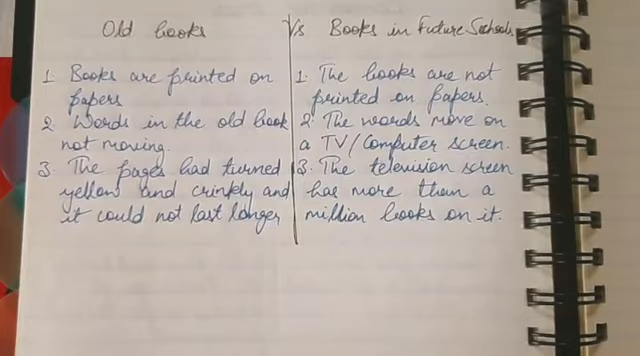 Old books Vs Books in Future Schools
1. Books are printed on
papers
2. Words in the old book
not moving.
3. The pages had turned
yellow and crinkly and
it could not last longer
1. The books are not
printed on papers.
2. The words move on
a TV/Computer screen.
3. The television screen
has more than a
million books on it.